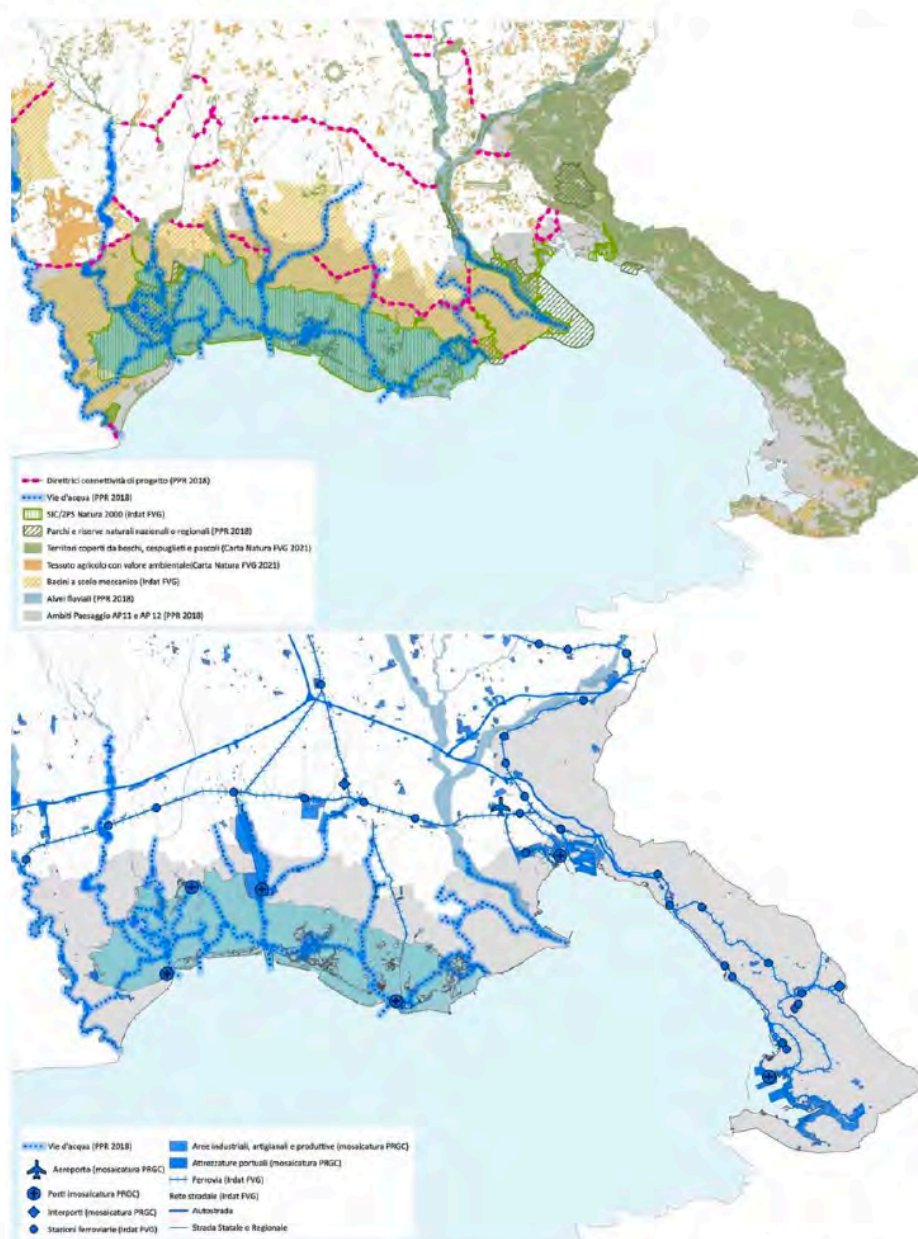 Direttrici connettività di progetto (PPR 2018)
Vie d'acqua (PPR 2018)
SIC/ZPS Natura 2000 (Irdat FVG)
Parchi e riserve naturali nazionali o regionali (PPR 2018)
Territori coperti da boschi, cespuglieti e pascoli (Carta Natura FVG 2021)
Tessuto agricolo con valore ambientale(Carta Natura FVG 2021)
Bacini a scolo meccanico (Irdat FVG)
Alvei fluviali (PPR 2018)
Ambiti Paesaggio AP11 e AP 12 (PPR 2018)
Vie d'acqua (PPR 2018)
Aeroporto (mosaicatura PRGC)
Porti (mosaicatura PRGC)
Interporti (mosaicatura PRGC)
Stazioni ferroviarie (Irdat FVG)
Aree industriali, artigianali e produttive (mosaicatura PRGC)
Attrezzature portuali (mosaicatura PRGC)
Ferrovia (Irdat FVG)
Rete stradale (Irdat FVG)
Autostrada
Strada Statale o Regionale